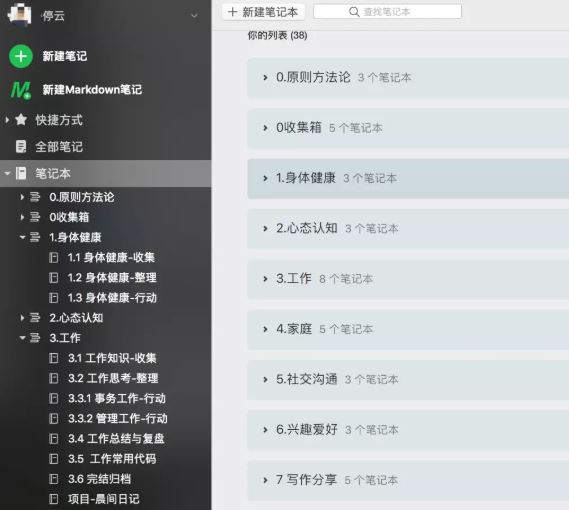 停云
新建笔记
新建Markdown笔记
快捷方式
全部笔记
笔记本
0.原则方法论
0收集箱
1.身体健康
1.1 身体健康-收集
1.2 身体健康-整理
1.3 身体健康-行动
2.心态认知
3.工作
3.1 工作知识-收集
3.2 工作思考-整理
3.3.1 事务工作-行动
3.3.2 管理工作-行动
3.4 工作总结与复盘
3.5 工作常用代码
3.6 完结归档
项目-晨间日记
新建笔记本
查找笔记本
你的列表 (38)
0.原则方法论 3 个笔记本
0收集箱 5 个笔记本
1.身体健康 3 个笔记本
2.心态认知 3 个笔记本
3.工作 8 个笔记本
4.家庭 5 个笔记本
5.社交沟通 3 个笔记本
6.兴趣爱好 3 个笔记本
7 写作分享 5 个笔记本